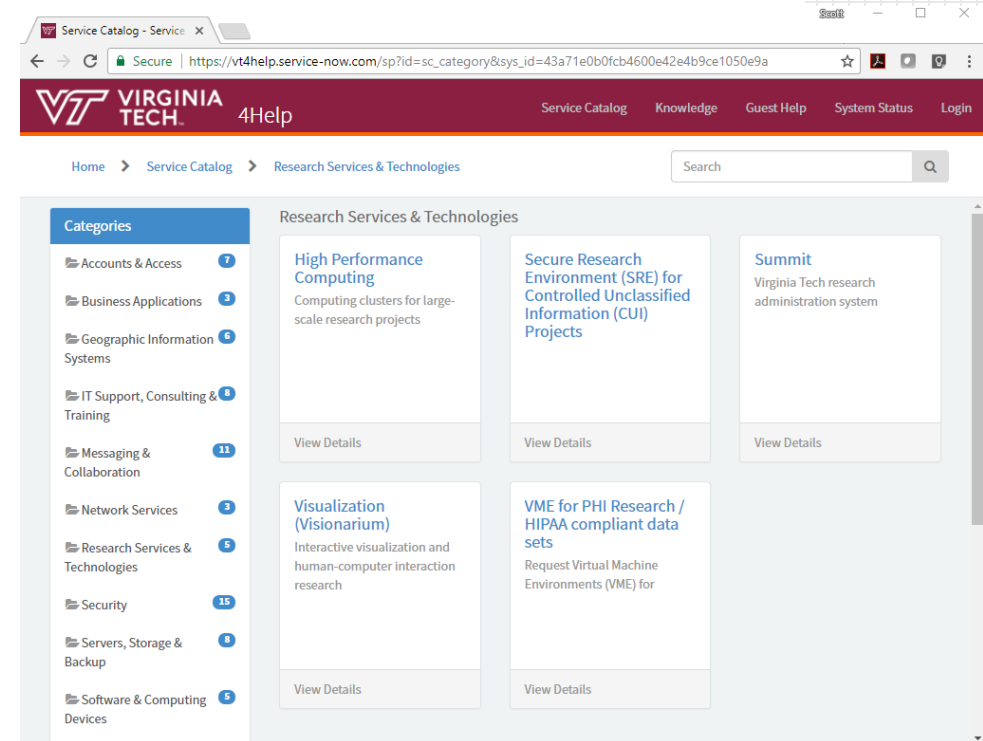 Scott
Service Catalog - Service
Secure | https://vt4help.service-now.com/sp?id=sc_category&sys_id=43a71e0b0fcb4600e42e4b9ce1050e9a
VT VIRGINIA TECH. 4Help
Service Catalog Knowledge Guest Help System Status Login
Home Service Catalog Research Services & Technologies
Search
Categories
Accounts & Access 7
Business Applications 3
Geographic Information 6
Systems
IT Support, Consulting & 8
Training
Messaging & 11
Collaboration
Network Services 3
Research Services & 5
Technologies
Security 15
Servers, Storage & 8
Backup
Software & Computing 5
Devices
Research Services & Technologies
High Performance
Computing
Computing clusters for large-
scale research projects
View Details
Secure Research
Environment (SRE) for
Controlled Unclassified
Information (CUI)
Projects
View Details
Summit
Virginia Tech research
administration system
View Details
Visualization
(Visionarium)
Interactive visualization and
human-computer interaction
research
View Details
VME for PHI Research /
HIPAA compliant data
sets
Request Virtual Machine
Environments (VME) for
View Details